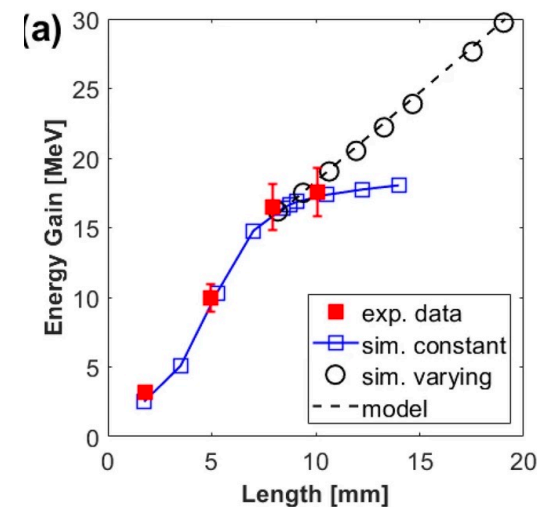 (a)
30
25
20
15
10
5
0
Energy Gain [MeV]
exp. data
sim. constant
sim. varying
model
0 5 10 15 20
Length [mm]